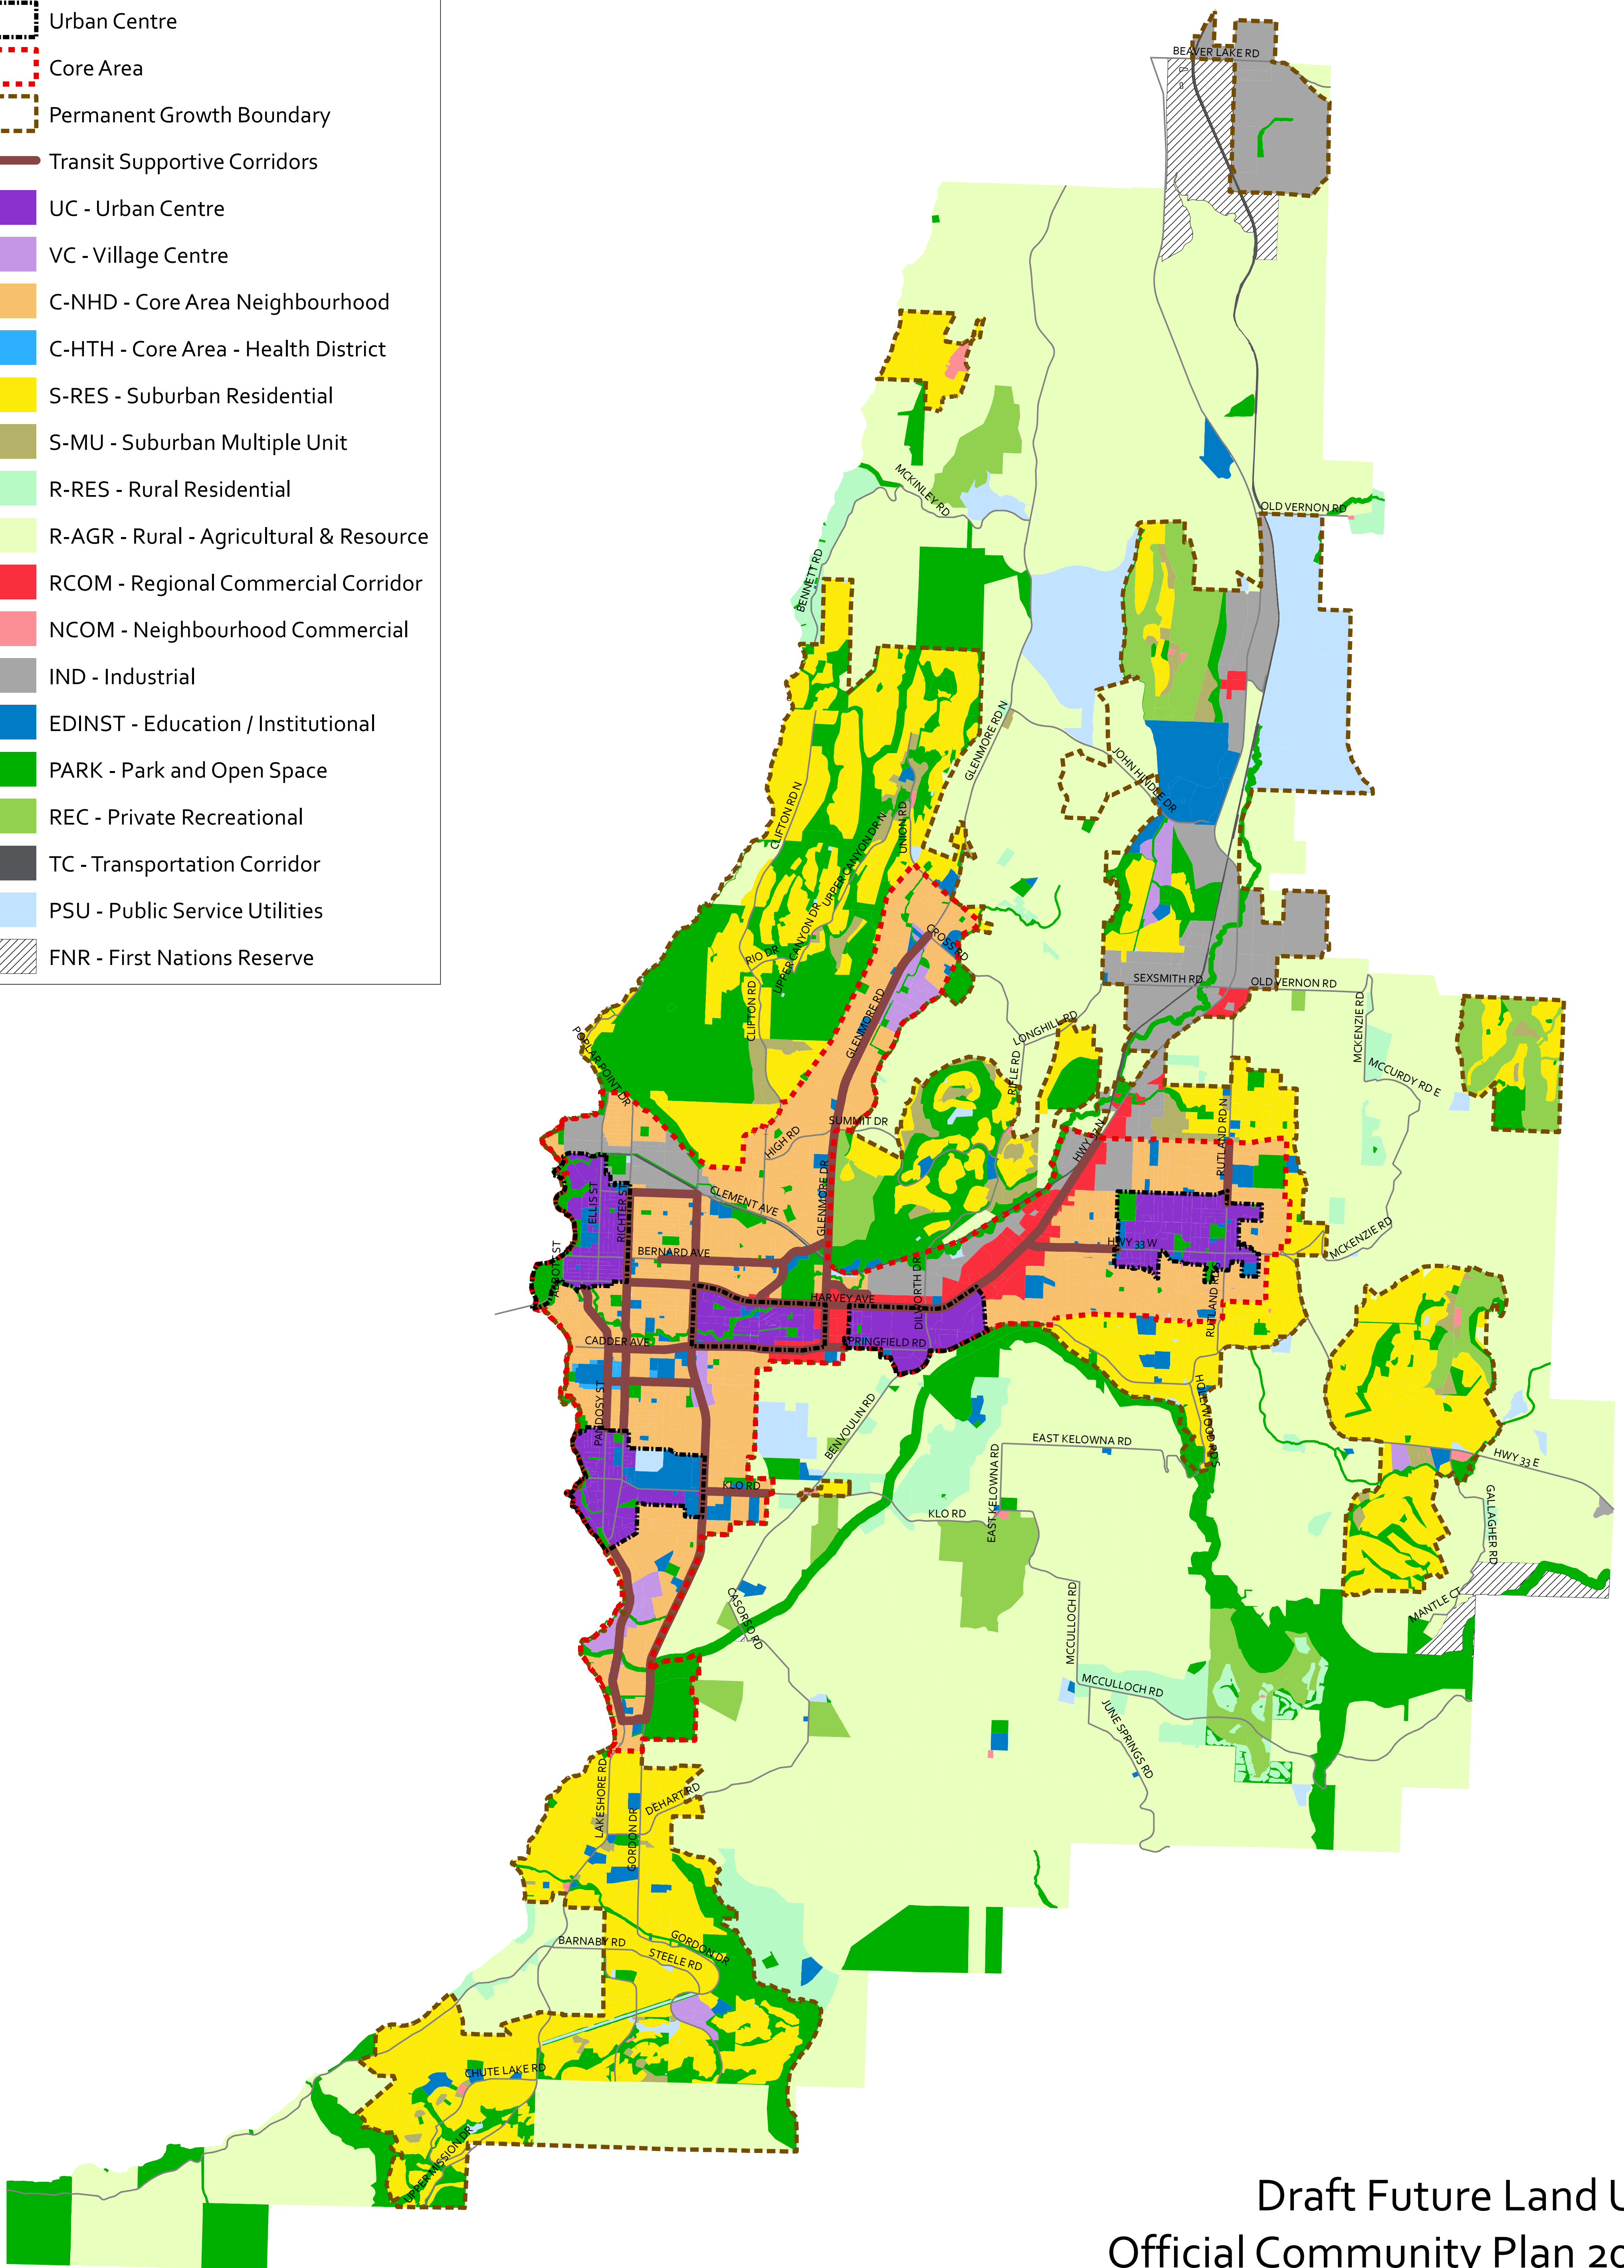 Urban Centre
Core Area
Permanent Growth Boundary
Transit Supportive Corridors
UC - Urban Centre
VC - Village Centre
C-NHD - Core Area Neighbourhood
C-HTH - Core Area - Health District
S-RES - Suburban Residential
S-MU - Suburban Multiple Unit
R-RES - Rural Residential
R-AGR - Rural - Agricultural & Resource
RCOM - Regional Commercial Corridor
NCOM - Neighbourhood Commercial
IND - Industrial
EDINST - Education / Institutional
PARK - Park and Open Space
REC - Private Recreational
TC - Transportation Corridor
PSU - Public Service Utilities
FNR - First Nations Reserve
BEAVER LAKE RD
MCKINLEY RD
OLD VERNON RD
BENNETT RD
GLENMORE RD N
JOHN HINDLE DR
CLIFTON RD N
UNION RD
UPPER CANYON DR N
UPPER CANYON DR
RIO DR
CROSS RD
CLIFTON RD
SEXSMITH RD
OLD VERNON RD
GLENMORE RD
LONGHILL RD
MCKENZIE RD
POPLAR POINT DR
RIFLE RD
MCCURDY RD E
SUMMIT DR
HIGH RD
HWY 97 N
RUTLAND RD N
GLENMORE DR
CLEMENT AVE
ELLIS ST
RICHTER ST
MCKENZIE RD
BERNARD AVE
HWY 33 W
ABBOTT ST
DILWORTH DR
HARVEY AVE
RUTLAND RD S
CADDER AVE
SPRINGFIELD RD
PANDOSY ST
BENVOULIN RD
HOLLYWOOD RD S
EAST KELOWNA RD
HWY 33 E
KLO RD
EAST KELOWNA RD
KLO RD
GALLAGHER RD
CASORSO RD
MCCULLOCH RD
MANTLE CT
MCCULLOCH RD
JUNE SPRINGS RD
LAKESHORE RD
DEHART RD
GORDON DR
BARNABY RD
GORDON DR
STEELE RD
CHUTE LAKE RD
UPPER MISSION DR
Draft Future Land U
Official Community Plan 20